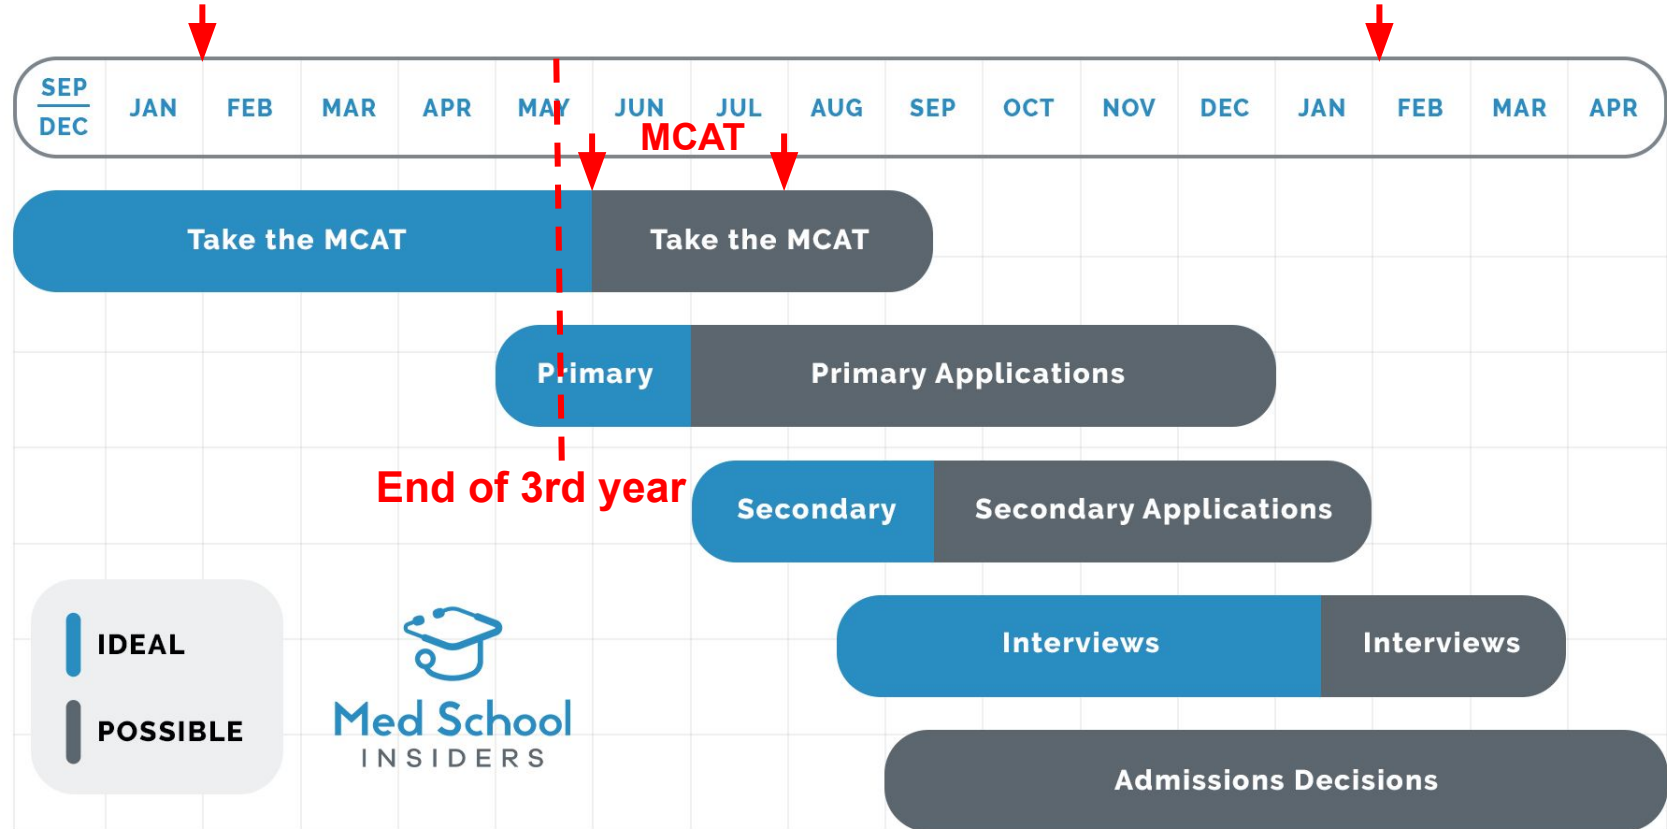 SEP
DEC
JAN FEB MAR APR MAY JUN JUL AUG SEP OCT NOV DEC JAN FEB MAR APR
MCAT
Take the MCAT Take the MCAT
Primary Primary Applications
End of 3rd year
Secondary Secondary Applications
Interviews Interviews
Admissions Decisions
IDEAL
POSSIBLE
Med School
INSIDERS